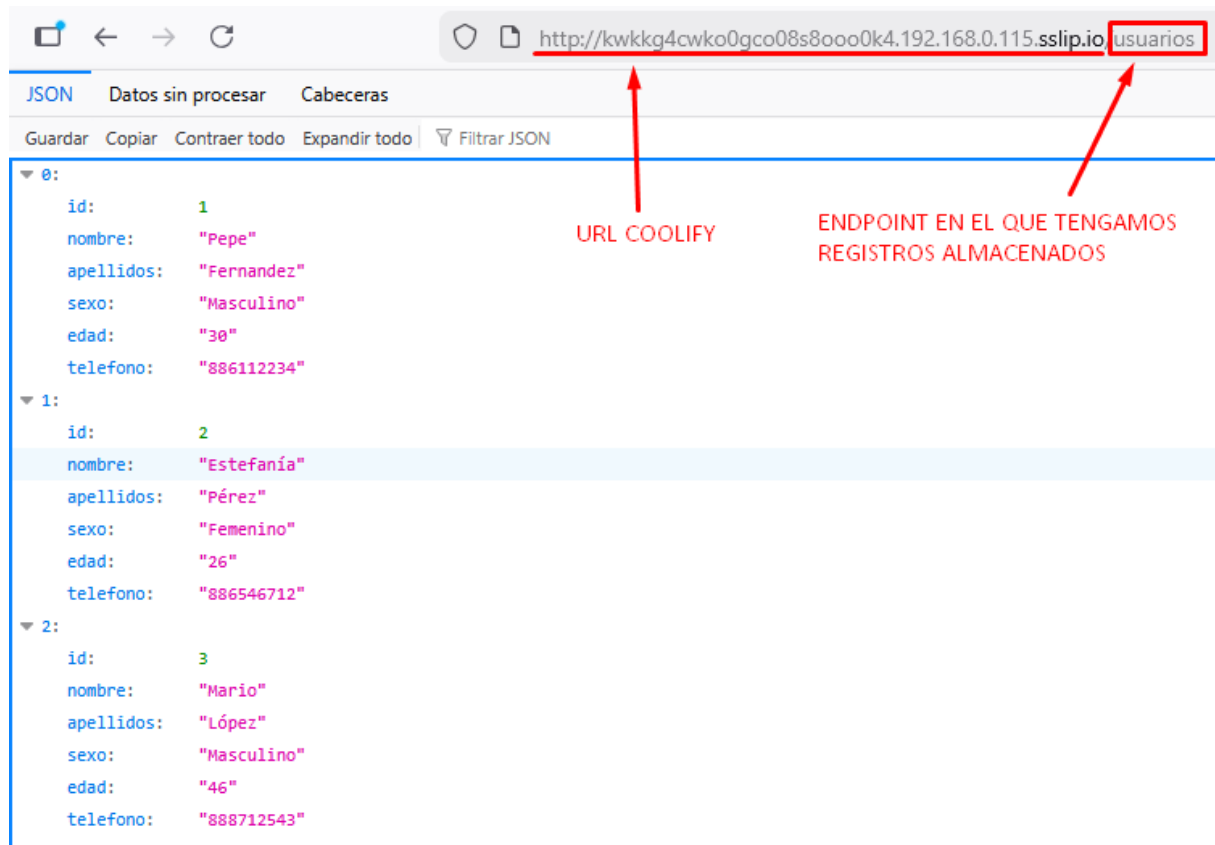 http://kwkkg4cwko0gco08s8ooo0k4.192.168.0.115.sslip.io/usuarios
JSON Datos sin procesar Cabeceras
Guardar Copiar Contraer todo Expandir todo Filtrar JSON
0:
id: 1
nombre: "Pepe"
apellidos: "Fernandez"
sexo: "Masculino"
edad: "30"
telefono: "886112234"
URL COOLIFY
ENDPOINT EN EL QUE TENGAMOS
REGISTROS ALMACENADOS
1:
id: 2
nombre: "Estefanía"
apellidos: "Pérez"
sexo: "Femenino"
edad: "26"
telefono: "886546712"
2:
id: 3
nombre: "Mario"
apellidos: "López"
sexo: "Masculino"
edad: "46"
telefono: "888712543"